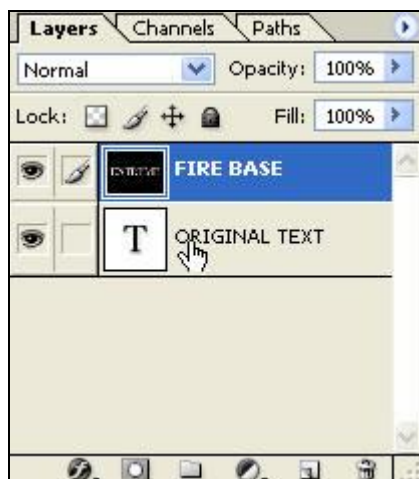 Layers Channels Paths
Normal Opacity: 100%
Lock: Fill: 100%
FIRE BASE
T ORIGINAL TEXT